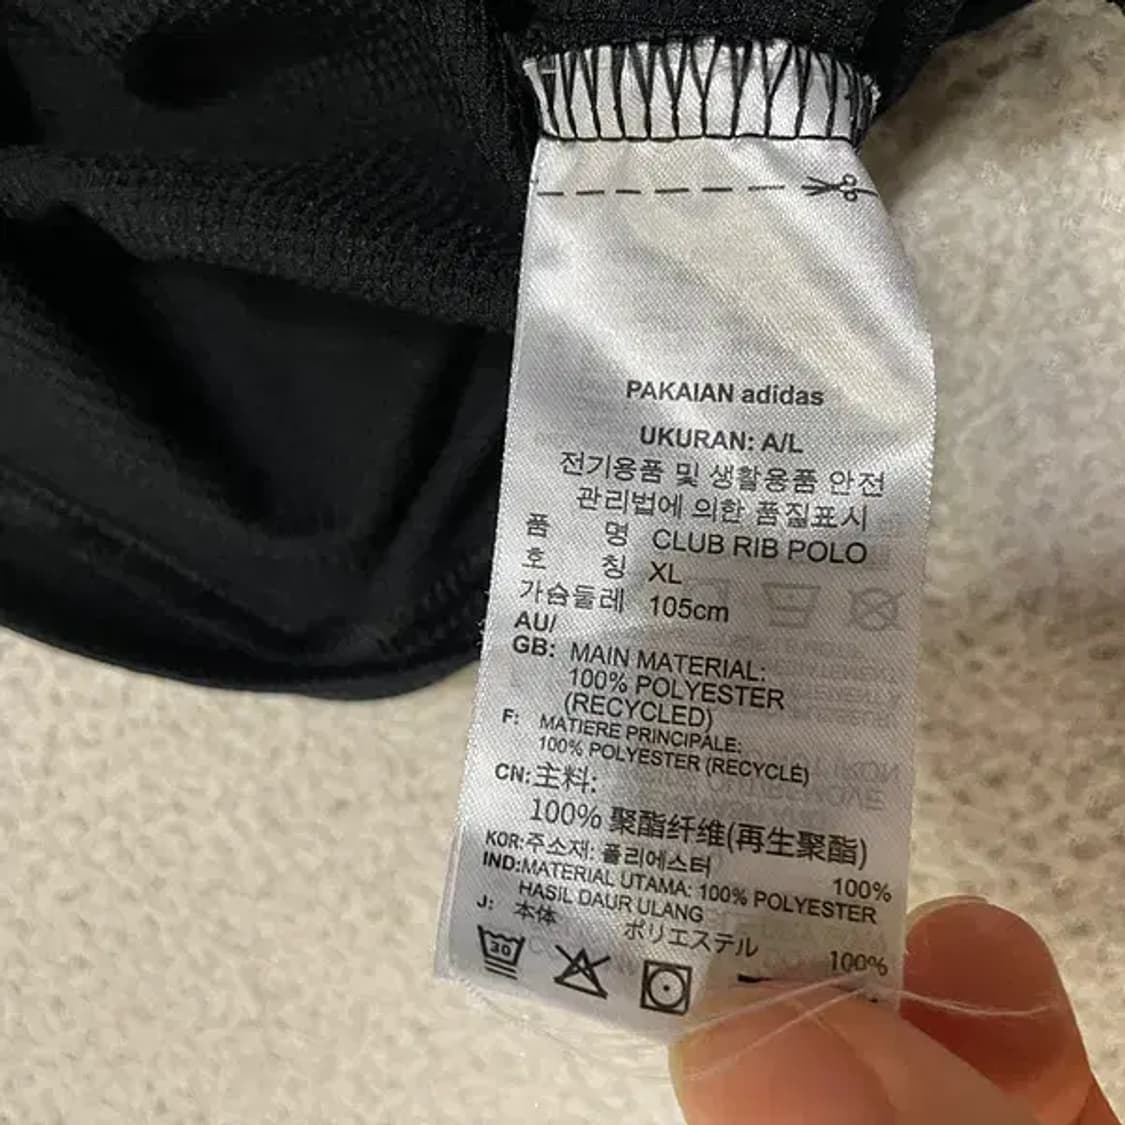 PAKAIAN adidas
UKURAN: A/L
전기용품 및 생활용품 안전
관리법에 의한 품질표시
품 명 CLUB RIB POLO
호 칭 XL
가슴둘레 105cm
AU/
GB: MAIN MATERIAL:
100% POLYESTER
(RECYCLED)
F: MATIERE PRINCIPALE:
100% POLYESTER (RECYCLÉ)
CN:主料:
100% 聚酯纤维(再生聚酯)
KOR:주소재: 폴리에스터 100%
IND:MATERIAL UTAMA: 100% POLYESTER
HASIL DAUR ULANG
J: 本体 ポリエステル 100%
30